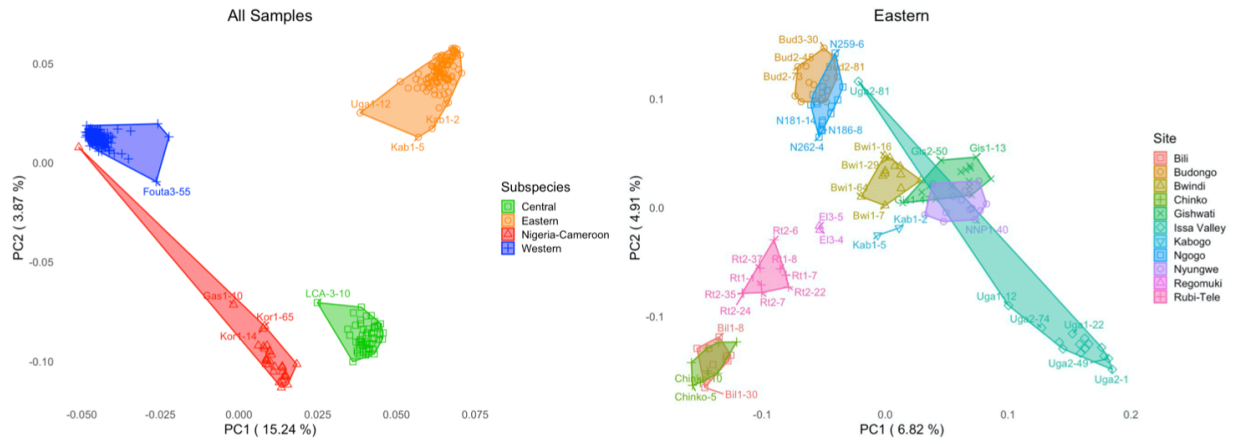 All Samples
0.05
0.00
-0.05
-0.10
PC2 ( 3.87 %)
Uga1-12
Kab1-2
Kab1-5
Fouta3-55
Gas1-10
Kor1-65
Kor1-14
LCA-3-10
-0.050
-0.025
0.000
0.025
0.050
0.075
PC1 ( 15.24 %)
Subspecies
Central
Eastern
Nigeria-Cameroon
Western
Eastern
0.1
0.0
-0.1
PC2 ( 4.91 %)
Bud3-30
N259-6
Bud2-45
Bud2-81
Bud2-73
Uga2-81
N181-14
N186-8
N262-4
Bwi1-16
Gis2-50
Gis1-13
Bwi1-29
Bwi1-64
Bwi1-7
Kab1-2
NNP1-40
El3-5
Kab1-5
El3-4
Rt2-6
Rt2-37
Rt1-8
Rt1-7
Rt2-22
Rt2-35
Rt2-7
Rt2-24
Uga1-12
Uga2-74
Uga1-22
Uga2-49
Uga2-1
Bil1-8
Chinko-5
Bil1-30
-0.1
0.0
0.1
0.2
PC1 ( 6.82 %)
Site
Bili
Budongo
Bwindi
Chinko
Gishwati
Issa Valley
Kabogo
Ngogo
Nyungwe
Regomuki
Rubi-Tele